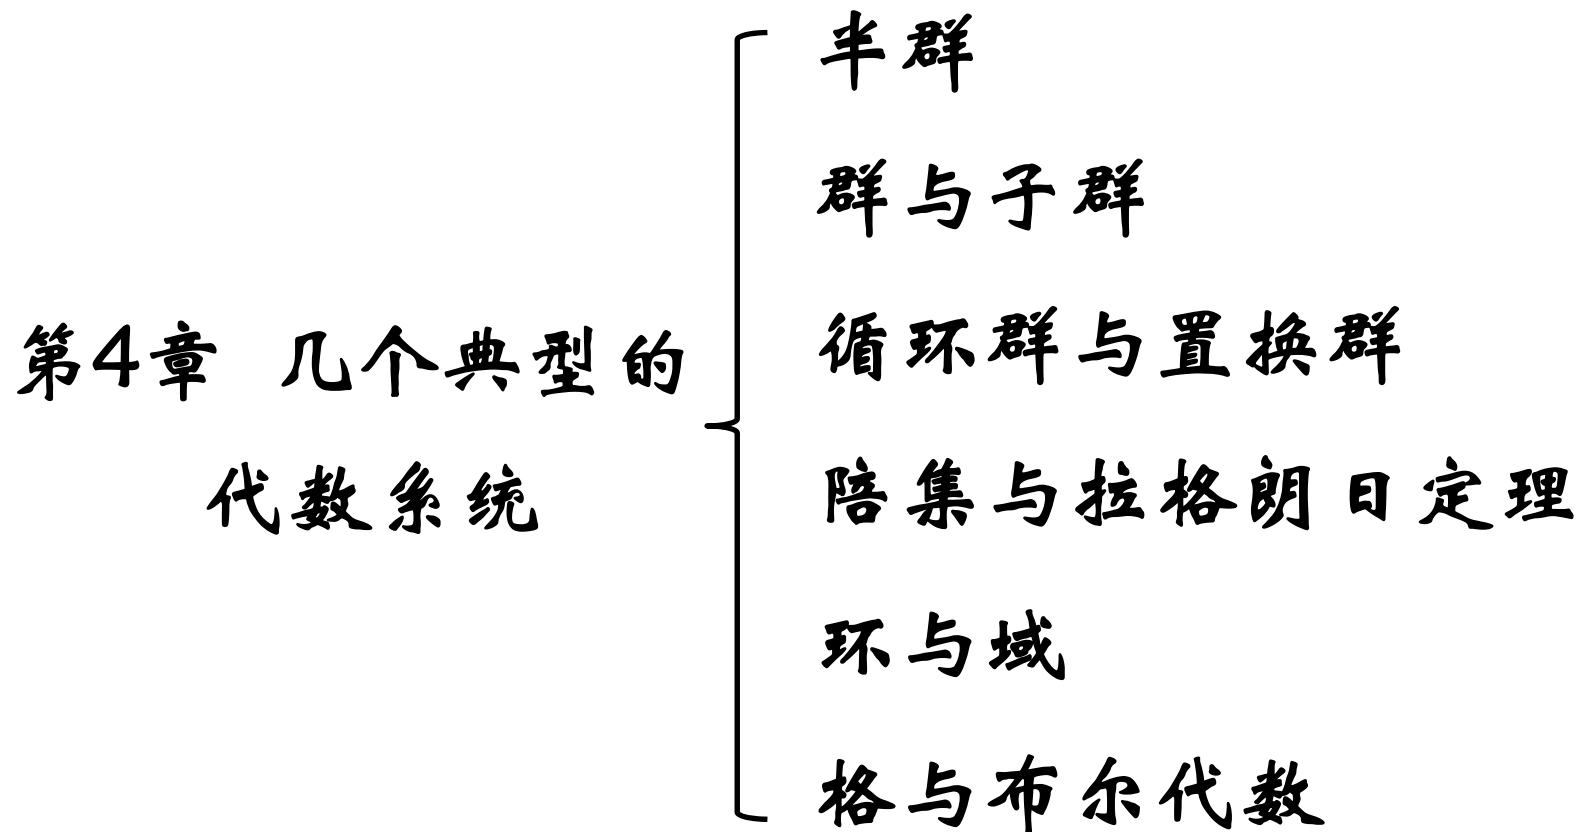 第4章 几个典型的
代数系统
半群
群与子群
循环群与置换群
陪集与拉格朗日定理
环与域
格与布尔代数